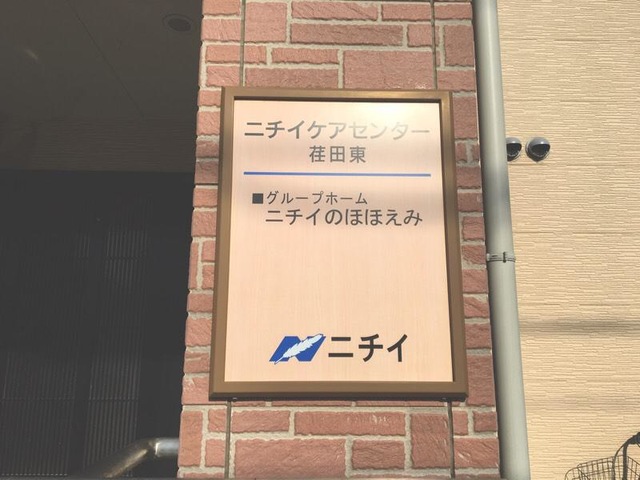 ニチイケアセンター
荏田東
■グループホーム
ニチイのほほえみ
ニチイ